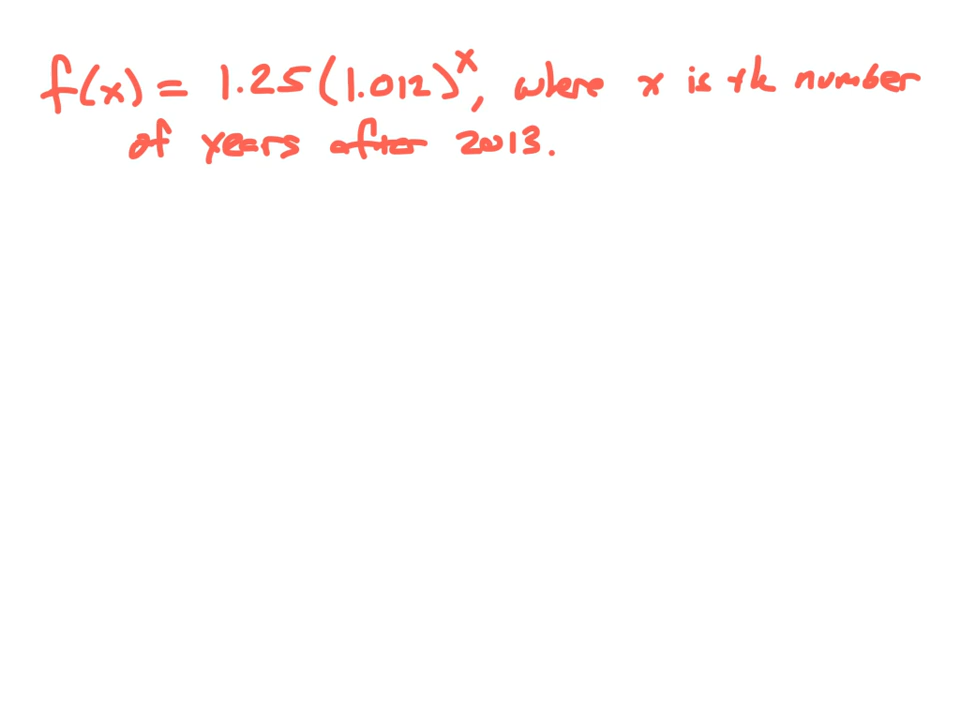 f(x) = 1.25(1.012)^x, where x is the number
of years after 2013.